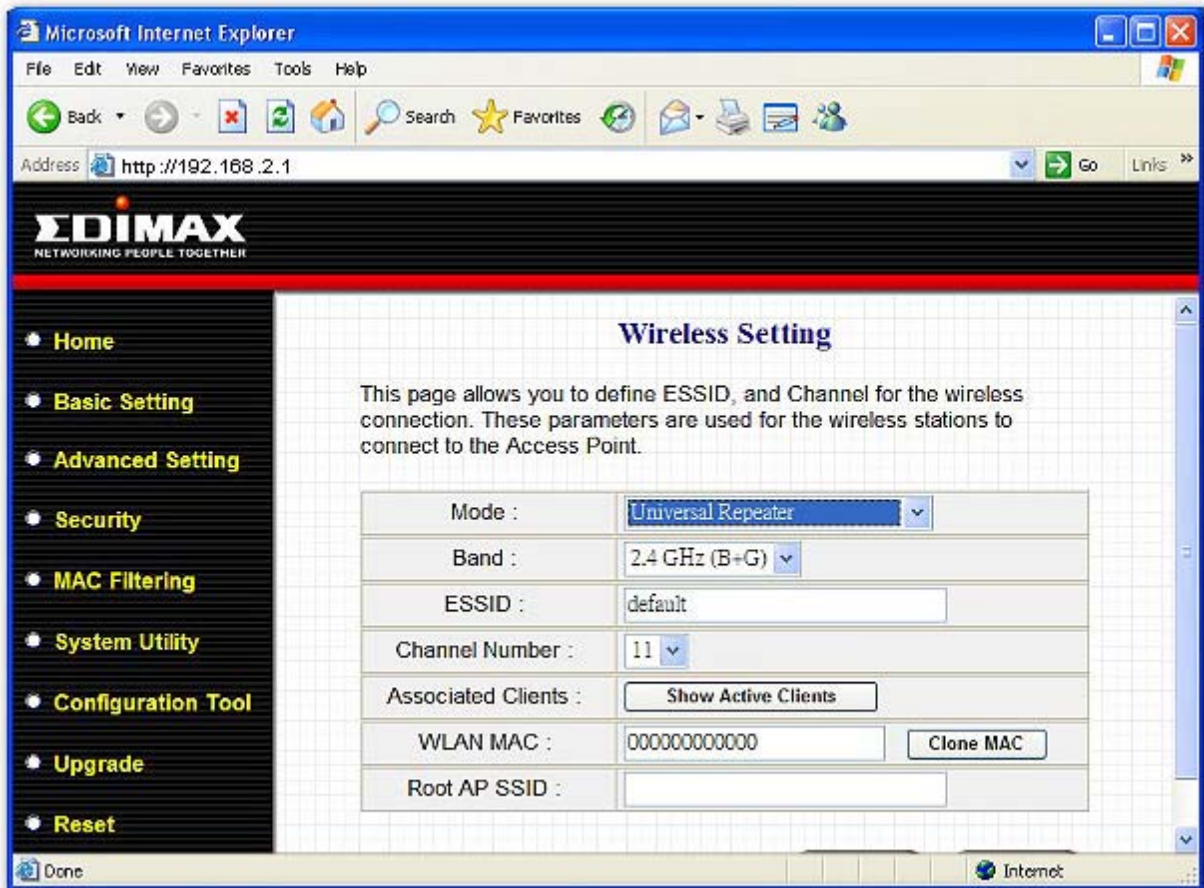 Microsoft Internet Explorer
File Edit View Favorites Tools Help
Back Search Favorites
Address http://192.168.2.1 Go Links »
EDIMAX
NETWORKING PEOPLE TOGETHER
Home
Basic Setting
Advanced Setting
Security
MAC Filtering
System Utility
Configuration Tool
Upgrade
Reset
Wireless Setting
This page allows you to define ESSID, and Channel for the wireless
connection. These parameters are used for the wireless stations to
connect to the Access Point.
Mode : Universal Repeater
Band : 2.4 GHz (B+G)
ESSID : default
Channel Number : 11
Associated Clients : Show Active Clients
WLAN MAC : 000000000000 Clone MAC
Root AP SSID :
Done Internet